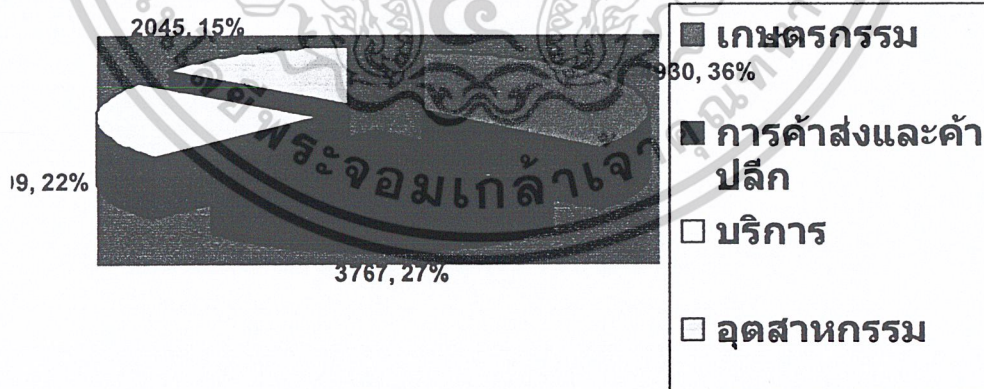 2045, 15%
980, 36%
9, 22%
3767, 27%
เกษตรกรรม
การค้าส่งและค้า
ปลีก
บริการ
อุตสาหกรรม
พระจอมเกล้าเจ้า